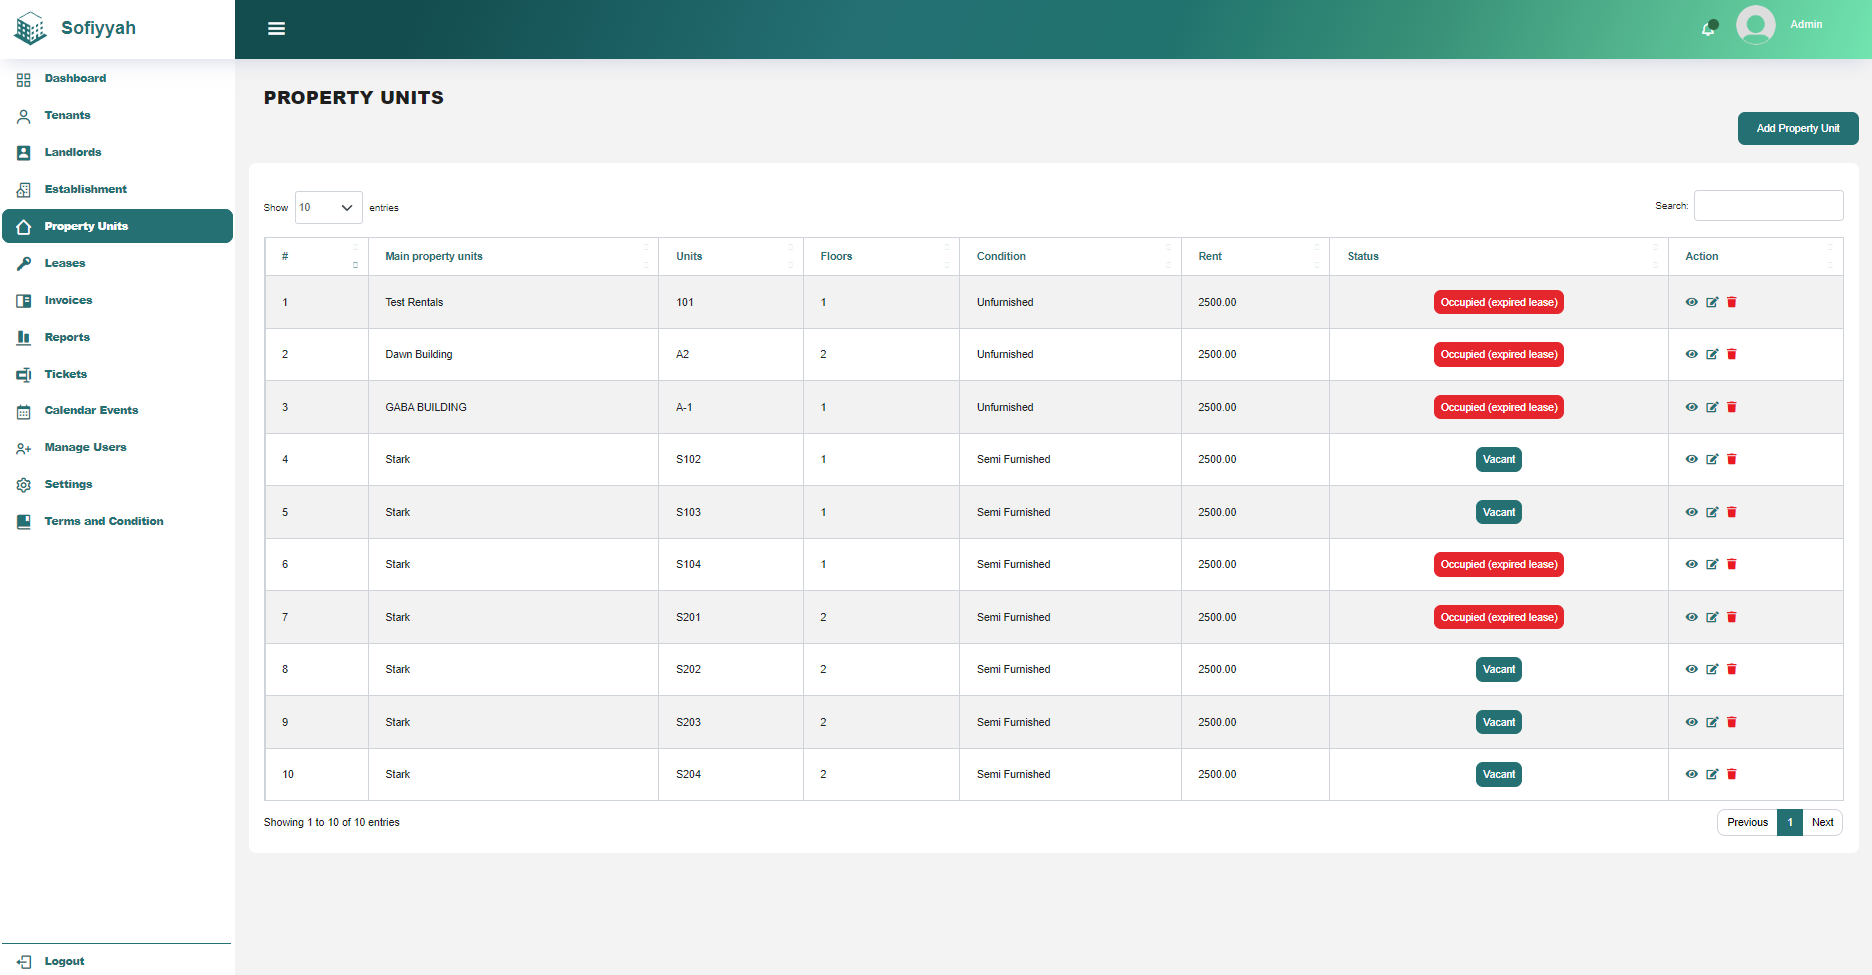 Sofiyyah
Admin
Dashboard
Tenants
Landlords
Establishment
Property Units
Leases
Invoices
Reports
Tickets
Calendar Events
Manage Users
Settings
Terms and Condition
Logout
PROPERTY UNITS
Add Property Unit
Show 10 entries
Search:
# Main property units Units Floors Condition Rent Status Action
1 Test Rentals 101 1 Unfurnished 2500.00 Occupied (expired lease)
2 Dawn Building A2 2 Unfurnished 2500.00 Occupied (expired lease)
3 GABA BUILDING A-1 1 Unfurnished 2500.00 Occupied (expired lease)
4 Stark S102 1 Semi Furnished 2500.00 Vacant
5 Stark S103 1 Semi Furnished 2500.00 Vacant
6 Stark S104 1 Semi Furnished 2500.00 Occupied (expired lease)
7 Stark S201 2 Semi Furnished 2500.00 Occupied (expired lease)
8 Stark S202 2 Semi Furnished 2500.00 Vacant
9 Stark S203 2 Semi Furnished 2500.00 Vacant
10 Stark S204 2 Semi Furnished 2500.00 Vacant
Showing 1 to 10 of 10 entries
Previous 1 Next